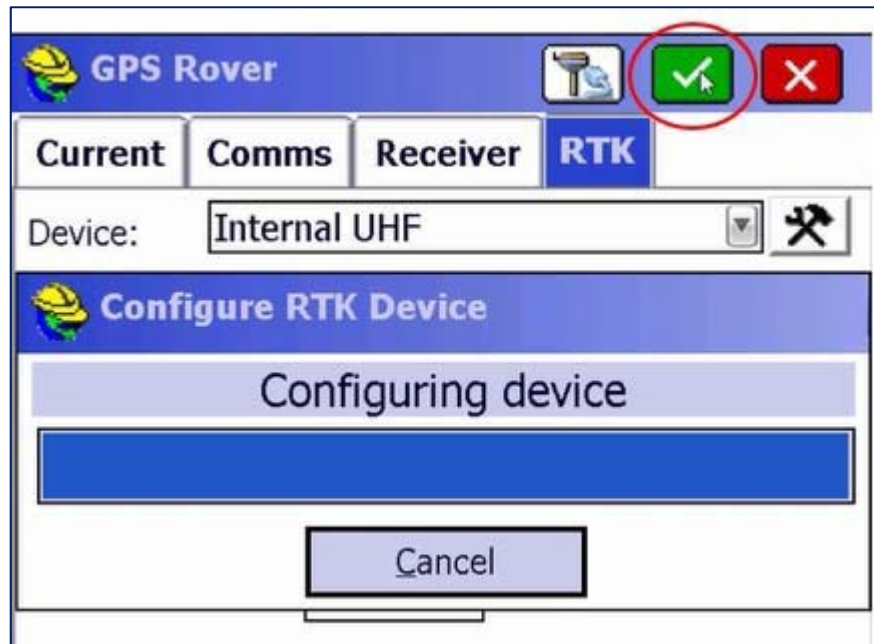 GPS Rover
Current Comms Receiver RTK
Device: Internal UHF
Configure RTK Device
Configuring device
Cancel